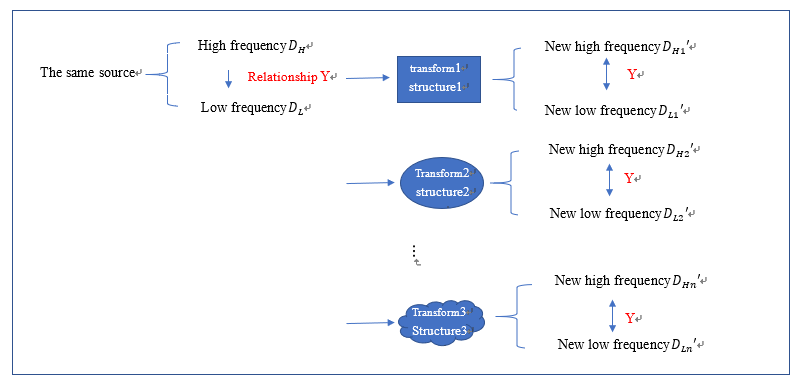 The same source
High frequency D_H
Relationship Y
Low frequency D_L
transform1
structure1
New high frequency D_H1′
Y
New low frequency D_L1′
Transform2
structure2
New high frequency D_H2′
Y
New low frequency D_L2′
...
Transform3
Structure3
New high frequency D_Hn′
Y
New low frequency D_Ln′